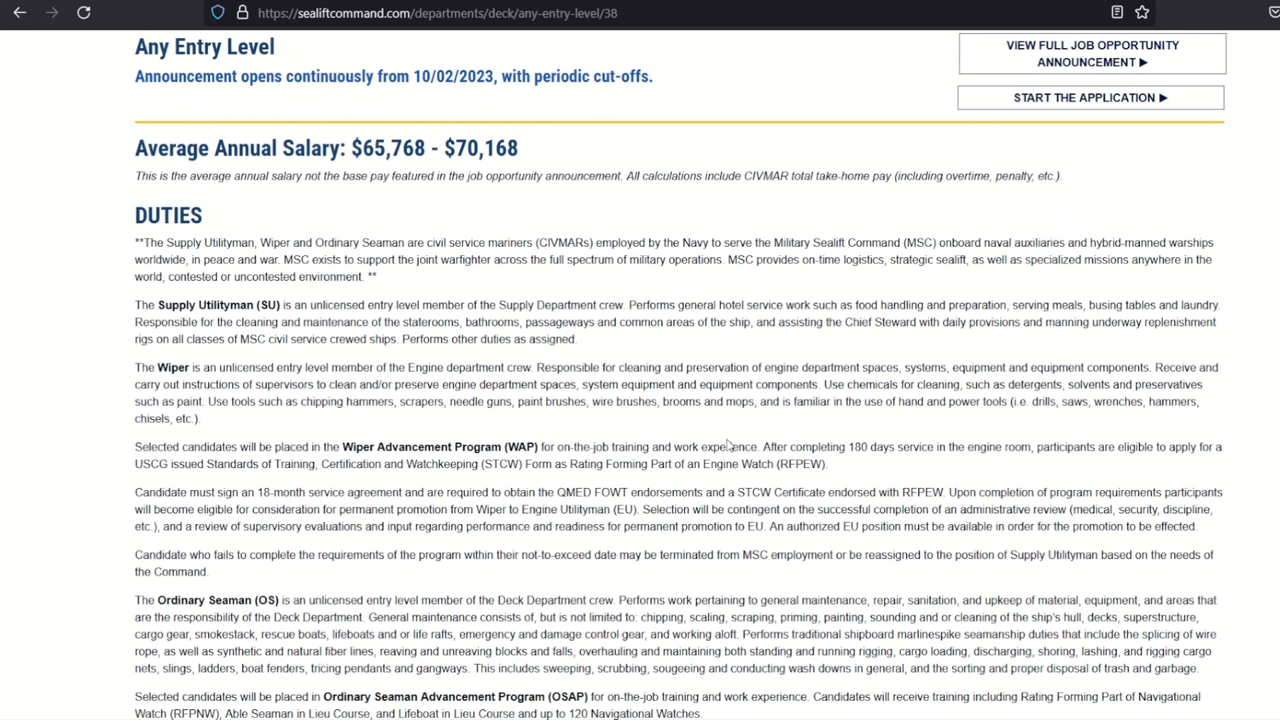 https://sealiftcommand.com/departments/deck/any-entry-level/38
Any Entry Level
VIEW FULL JOB OPPORTUNITY
ANNOUNCEMENT ▶
Announcement opens continuously from 10/02/2023, with periodic cut-offs.
START THE APPLICATION ▶
Average Annual Salary: $65,768 - $70,168
This is the average annual salary not the base pay featured in the job opportunity announcement. All calculations include CIVMAR total take-home pay (including overtime, penalty, etc.).
DUTIES
**The Supply Utilityman, Wiper and Ordinary Seaman are civil service mariners (CIVMARs) employed by the Navy to serve the Military Sealift Command (MSC) onboard naval auxiliaries and hybrid-manned warships
worldwide, in peace and war. MSC exists to support the joint warfighter across the full spectrum of military operations. MSC provides on-time logistics, strategic sealift, as well as specialized missions anywhere in the
world, contested or uncontested environment. **
The Supply Utilityman (SU) is an unlicensed entry level member of the Supply Department crew. Performs general hotel service work such as food handling and preparation, serving meals, busing tables and laundry.
Responsible for the cleaning and maintenance of the staterooms, bathrooms, passageways and common areas of the ship, and assisting the Chief Steward with daily provisions and manning underway replenishment
rigs on all classes of MSC civil service crewed ships. Performs other duties as assigned.
The Wiper is an unlicensed entry level member of the Engine department crew. Responsible for cleaning and preservation of engine department spaces, systems, equipment and equipment components. Receive and
carry out instructions of supervisors to clean and/or preserve engine department spaces, system equipment and equipment components. Use chemicals for cleaning, such as detergents, solvents and preservatives
such as paint. Use tools such as chipping hammers, scrapers, needle guns, paint brushes, wire brushes, brooms and mops, and is familiar in the use of hand and power tools (i.e. drills, saws, wrenches, hammers,
chisels, etc.).
Selected candidates will be placed in the Wiper Advancement Program (WAP) for on-the-job training and work experience. After completing 180 days service in the engine room, participants are eligible to apply for a
USCG issued Standards of Training, Certification and Watchkeeping (STCW) Form as Rating Forming Part of an Engine Watch (RFPEW).
Candidate must sign an 18-month service agreement and are required to obtain the QMED FOWT endorsements and a STCW Certificate endorsed with RFPEW. Upon completion of program requirements participants
will become eligible for consideration for permanent promotion from Wiper to Engine Utilityman (EU). Selection will be contingent on the successful completion of an administrative review (medical, security, discipline,
etc.), and a review of supervisory evaluations and input regarding performance and readiness for permanent promotion to EU. An authorized EU position must be available in order for the promotion to be effected.
Candidate who fails to complete the requirements of the program within their not-to-exceed date may be terminated from MSC employment or be reassigned to the position of Supply Utilityman based on the needs of
the Command.
The Ordinary Seaman (OS) is an unlicensed entry level member of the Deck Department crew. Performs work pertaining to general maintenance, repair, sanitation, and upkeep of material, equipment, and areas that
are the responsibility of the Deck Department. General maintenance consists of, but is not limited to: chipping, scaling, scraping, priming, painting, sounding and or cleaning of the ship's hull, decks, superstructure,
cargo gear, smokestack, rescue boats, lifeboats and or life rafts, emergency and damage control gear, and working aloft. Performs traditional shipboard marlinespike seamanship duties that include the splicing of wire
rope, as well as synthetic and natural fiber lines, reaving and unreaving blocks and falls, overhauling and maintaining both standing and running rigging, cargo loading, discharging, shoring, lashing, and rigging cargo
nets, slings, ladders, boat fenders, tricing pendants and gangways. This includes sweeping, scrubbing, sougeeing and conducting wash downs in general, and the sorting and proper disposal of trash and garbage.
Selected candidates will be placed in Ordinary Seaman Advancement Program (OSAP) for on-the-job training and work experience. Candidates will receive training including Rating Forming Part of Navigational
Watch (RFPNW), Able Seaman in Lieu Course, and Lifeboat in Lieu Course and up to 120 Navigational Watches.